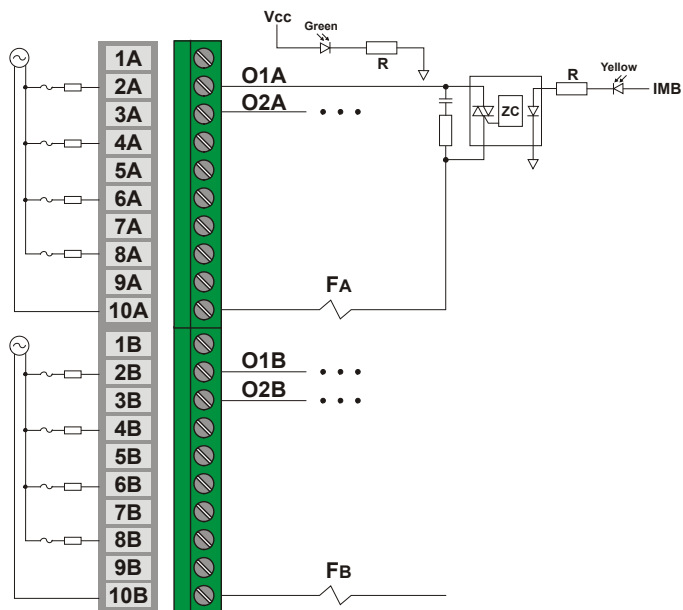 Vcc
Green
R
1A
2A
O1A
3A
O2A
4A
5A
6A
7A
8A
9A
10A
FA
ZC
R
Yellow
IMB
1B
2B
O1B
3B
O2B
4B
5B
6B
7B
8B
9B
10B
FB